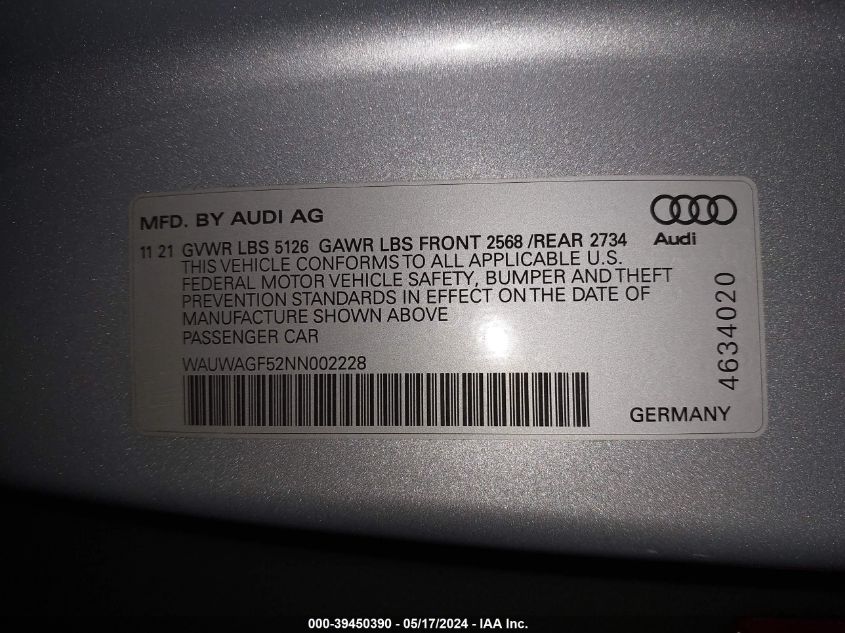 MFD. BY AUDI AG
Audi
11 21 GVWR LBS 5126 GAWR LBS FRONT 2568 /REAR 2734
THIS VEHICLE CONFORMS TO ALL APPLICABLE U.S.
FEDERAL MOTOR VEHICLE SAFETY, BUMPER AND THEFT
PREVENTION STANDARDS IN EFFECT ON THE DATE OF
MANUFACTURE SHOWN ABOVE
PASSENGER CAR
WAUWAGF52NN002228
4634020
GERMANY
000-39450390 - 05/17/2024 - IAA Inc.